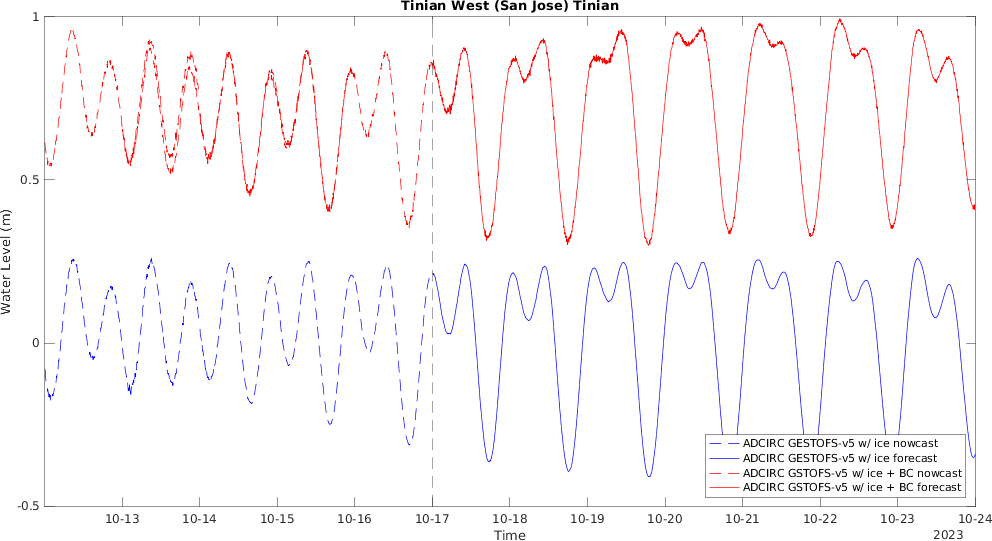 Tinian West (San Jose) Tinian
1
0.5
0
-0.5
Water Level (m)
ADCIRC GESTOFS-v5 w/ ice nowcast
ADCIRC GESTOFS-v5 w/ ice forecast
ADCIRC GSTOFS-v5 w/ ice + BC nowcast
ADCIRC GSTOFS-v5 w/ ice + BC forecast
10-13 10-14 10-15 10-16 10-17 10-18 10-19 10-20 10-21 10-22 10-23 10-24
Time
2023